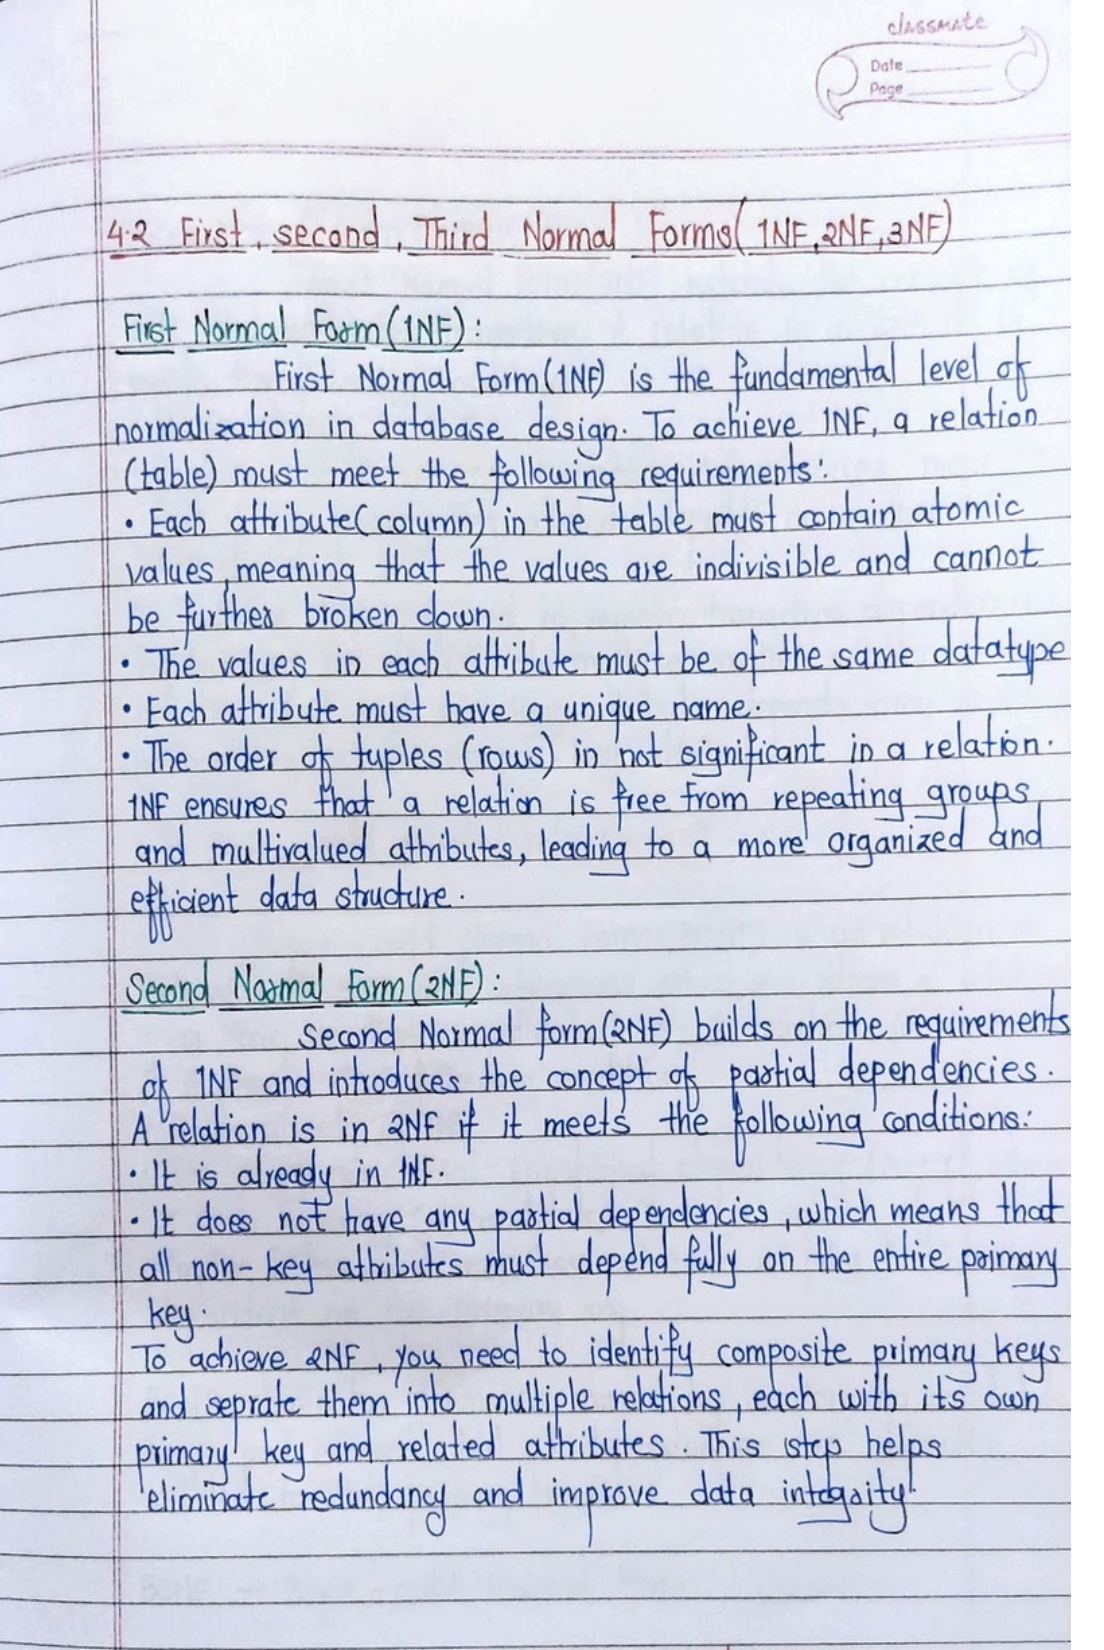 classmate
Date
Page
4.2 First, second, Third Normal Forms(1NF,2NF,3NF)
First Normal Form(1NF):
First Normal Form(1NF) is the fundamental level of
normalization in database design. To achieve 1NF, a relation
(table) must meet the following requirements:
• Each attribute(column) in the table must contain atomic
values, meaning that the values are indivisible and cannot
be further broken down.
• The values in each attribute must be of the same datatype
• Each attribute must have a unique name.
• The order of tuples (rows) in not significant in a relation.
1NF ensures that a relation is free from repeating groups
and multivalued attributes, leading to a more organized and
efficient data structure.
Second Normal Form(2NF):
Second Normal form(2NF) builds on the requirements
of 1NF and introduces the concept of partial dependencies.
A relation is in 2NF if it meets the following conditions:
• It is already in 1NF.
• It does not have any partial dependencies, which means that
all non-key attributes must depend fully on the entire primary
key.
To achieve 2NF, you need to identify composite primary keys
and seprate them into multiple relations, each with its own
primary key and related attributes. This step helps
eliminate redundancy and improve data integrity.